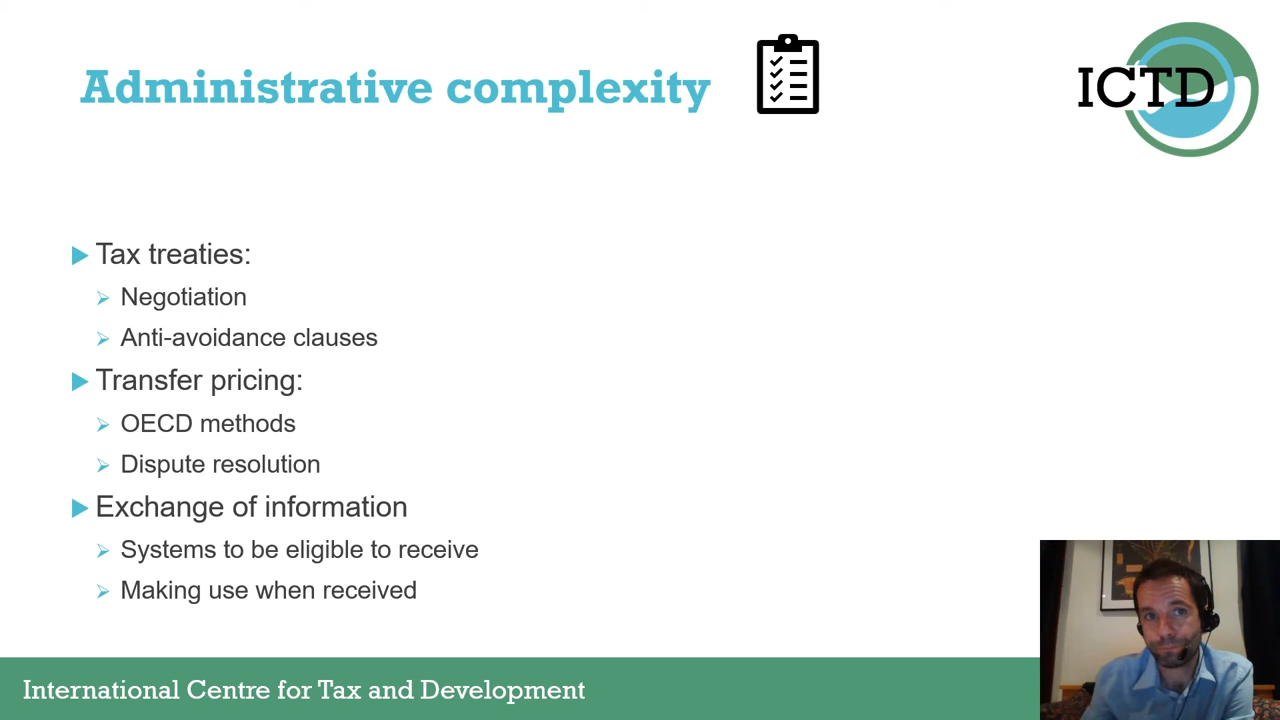 Administrative complexity
ICTD
Tax treaties:
Negotiation
Anti-avoidance clauses
Transfer pricing:
OECD methods
Dispute resolution
Exchange of information
Systems to be eligible to receive
Making use when received
International Centre for Tax and Development